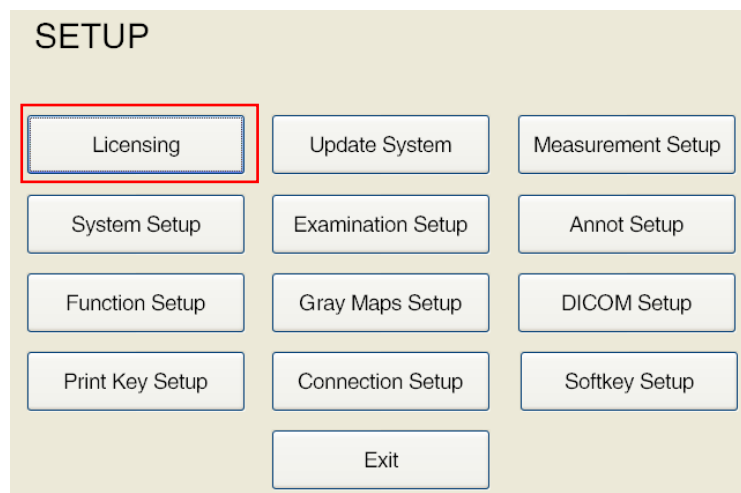 SETUP
Licensing
Update System
Measurement Setup
System Setup
Examination Setup
Annot Setup
Function Setup
Gray Maps Setup
DICOM Setup
Print Key Setup
Connection Setup
Softkey Setup
Exit